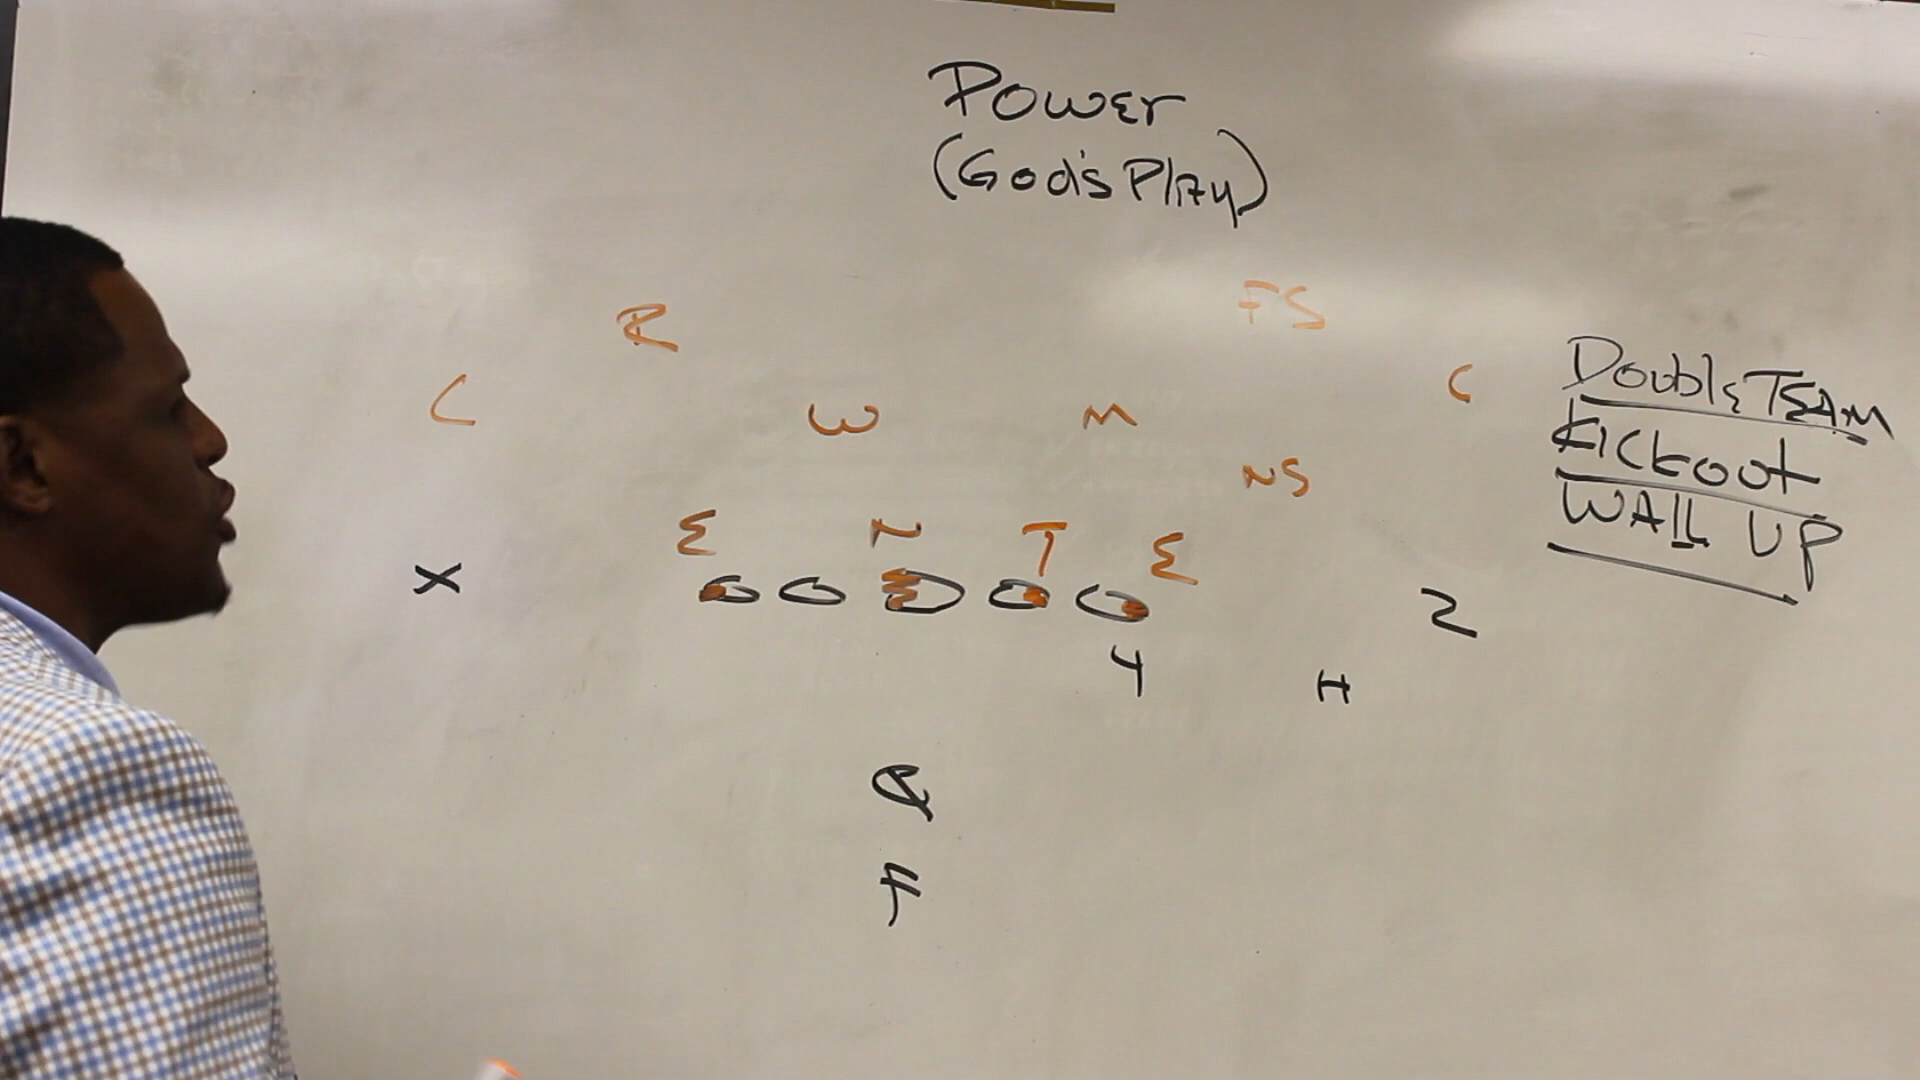 Power
(God's Play)
R FS
C W M C
NS
E N T E
X Z
Y H
Q
F
Double TEAM
Kickout
WALL UP